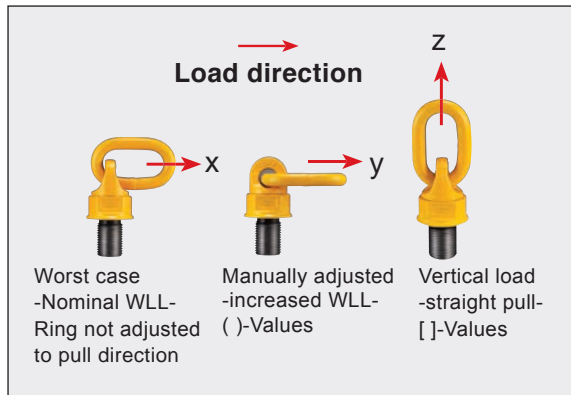 Load direction
x
y
z
Worst case
-Nominal WLL-
Ring not adjusted
to pull direction
Manually adjusted
-increased WLL-
( )-Values
Vertical load
-straight pull-
[ ]-Values